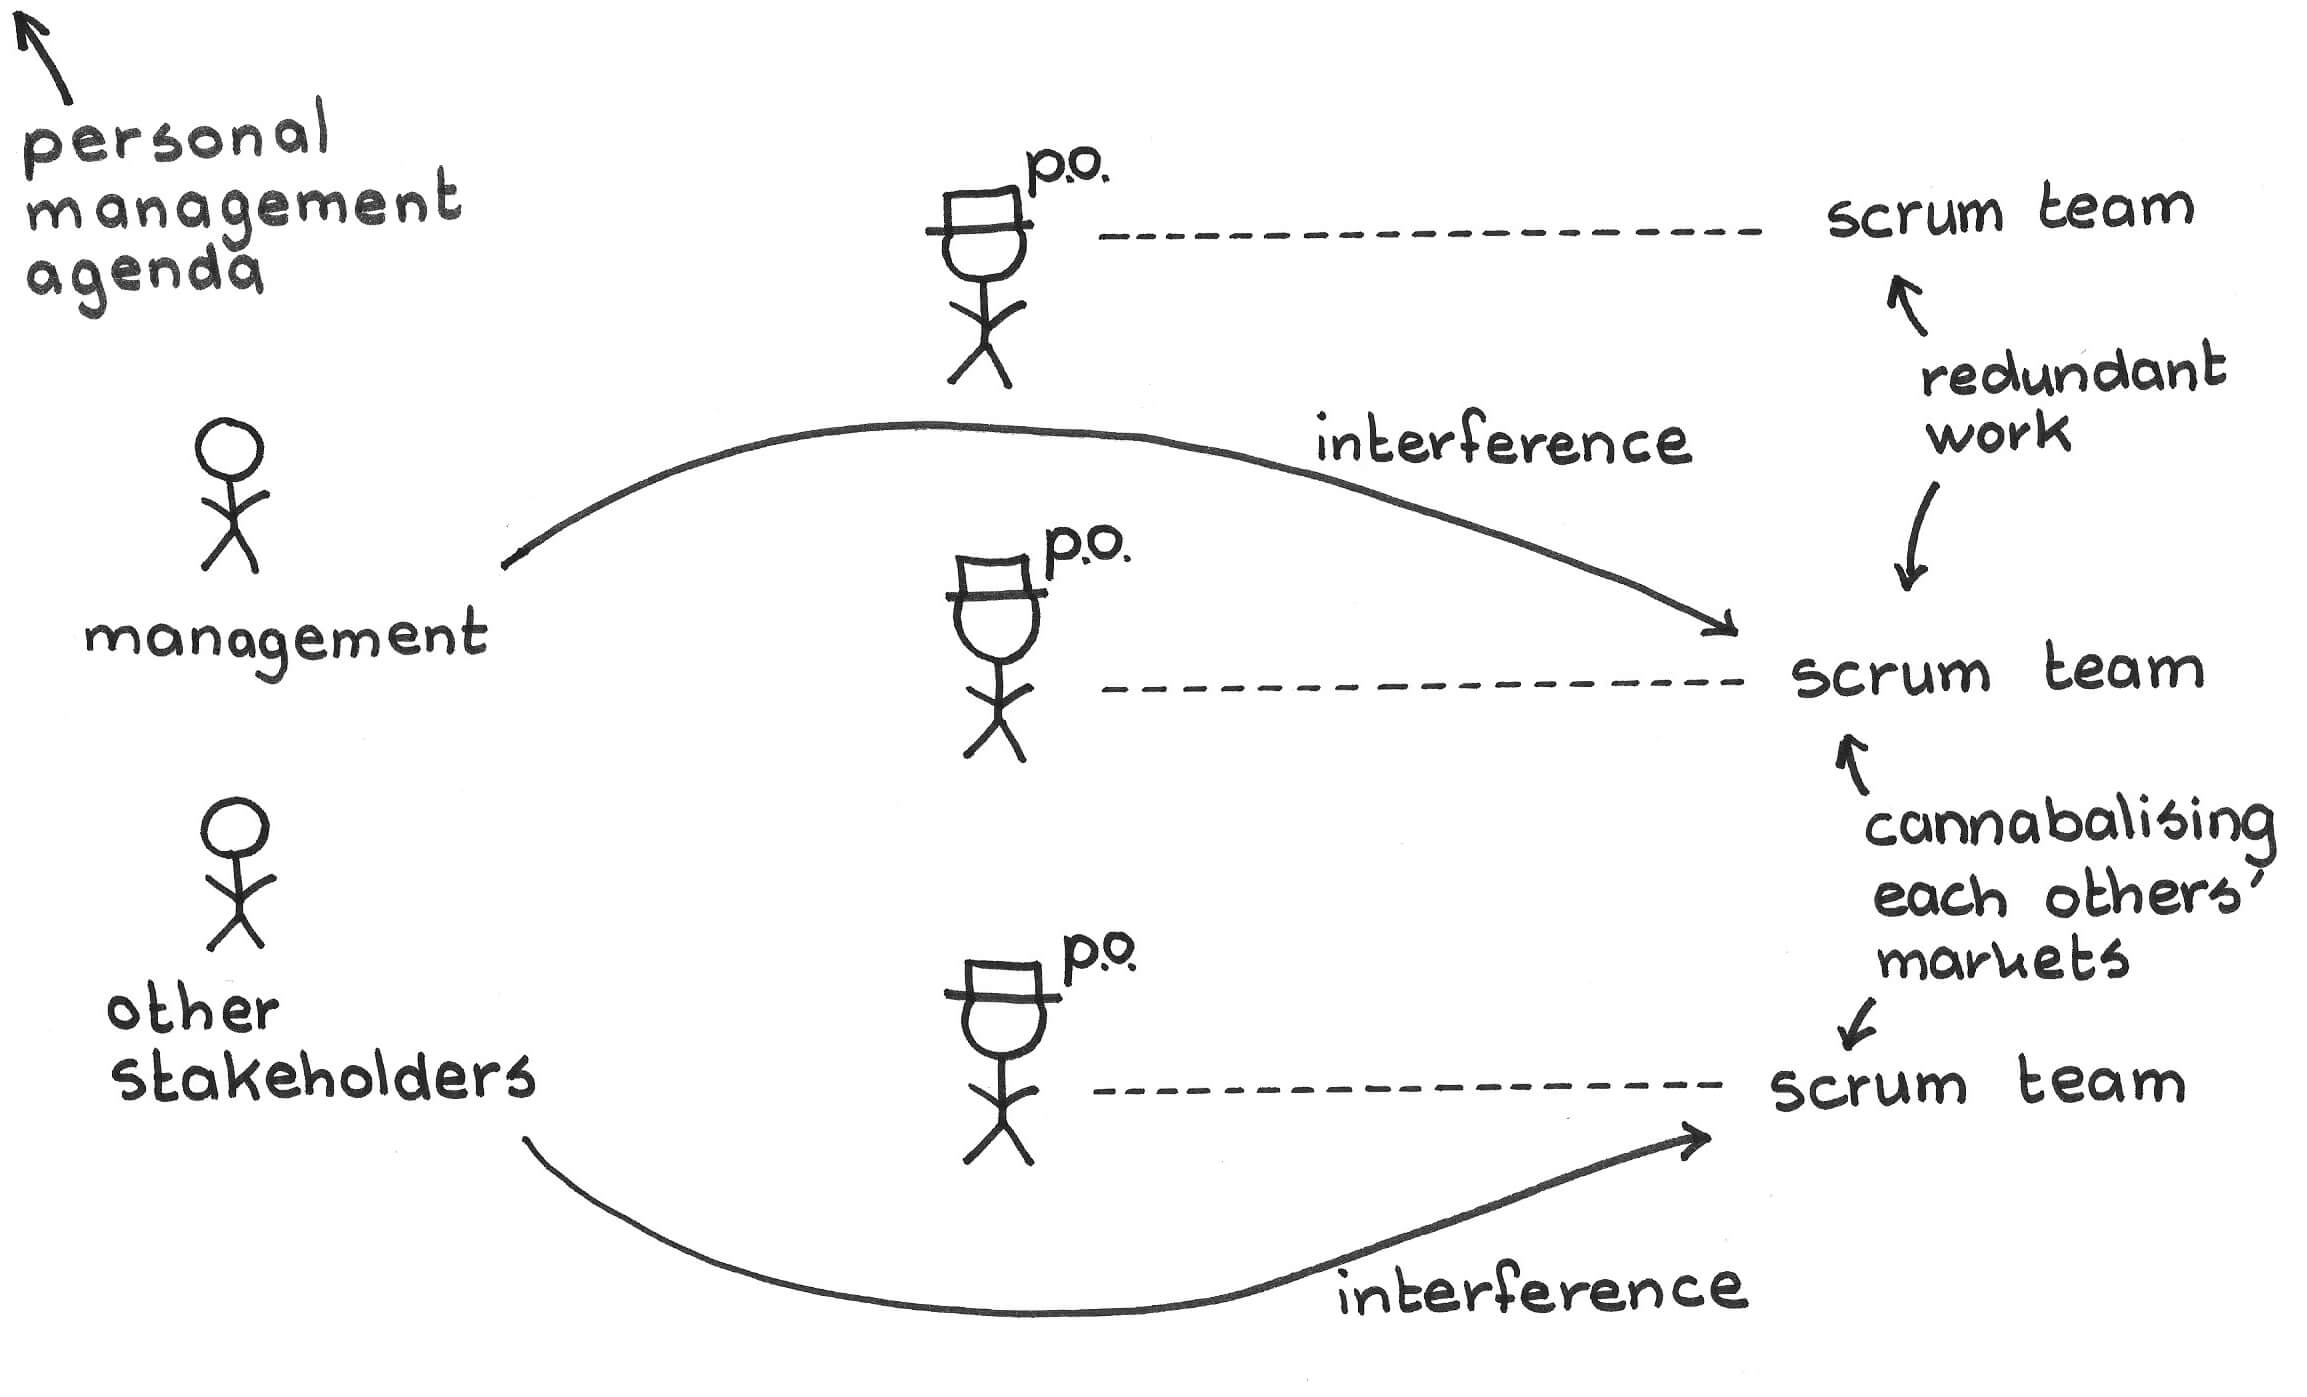 personal
management
agenda
p.o.
scrum team
redundant
work
interference
management
p.o.
scrum team
cannabalising
each others'
markets
other
stakeholders
p.o.
scrum team
interference